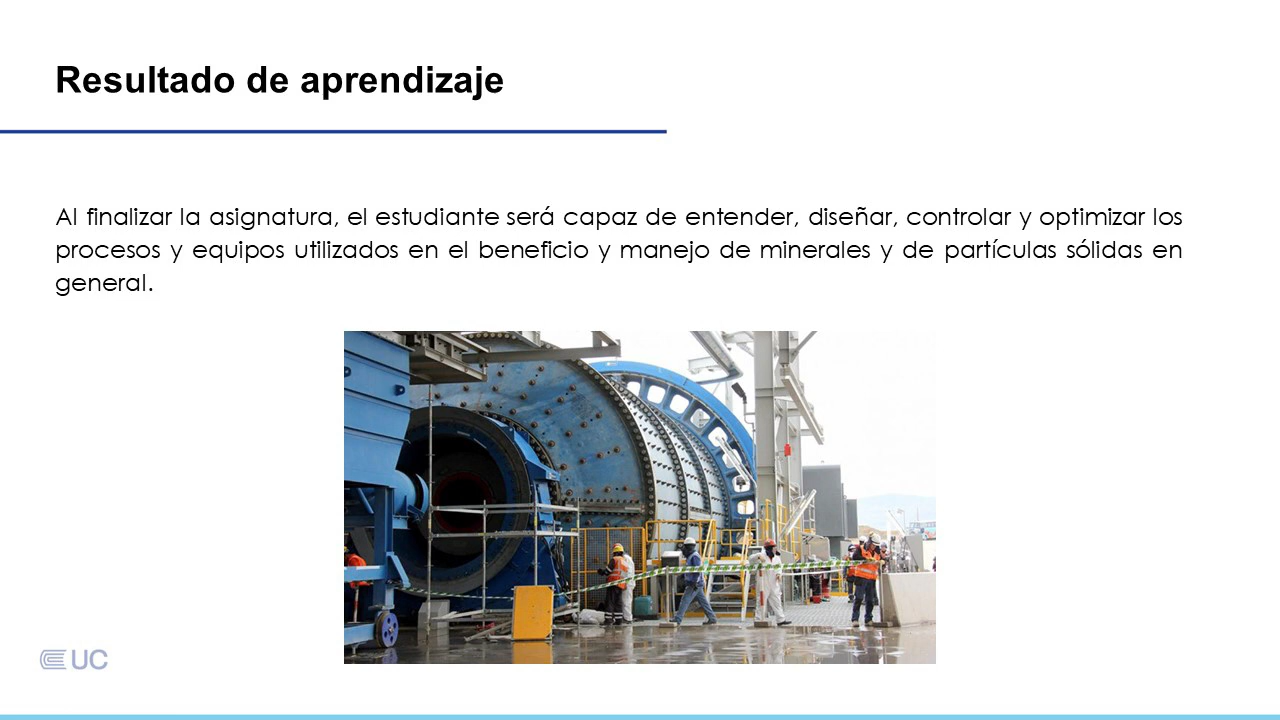 Resultado de aprendizaje
Al finalizar la asignatura, el estudiante será capaz de entender, diseñar, controlar y optimizar los
procesos y equipos utilizados en el beneficio y manejo de minerales y de partículas sólidas en
general.
UC